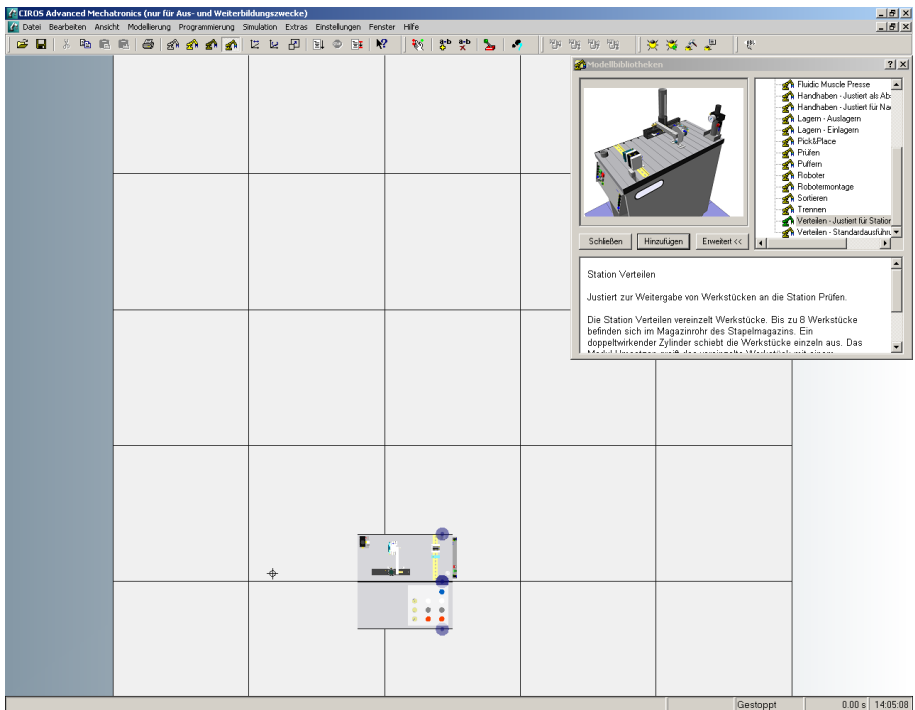 CIROS Advanced Mechatronics (nur für Aus- und Weiterbildungszwecke)
Datei Bearbeiten Ansicht Modellierung Programmierung Simulation Extras Einstellungen Fenster Hilfe
Modellbibliotheken
Fluidic Muscle Presse
Handhaben - Justiert als Ab
Handhaben - Justiert für Na
Lagern - Auslagern
Lagern - Einlagern
Pick&Place
Prüfen
Puffern
Roboter
Robotermontage
Sortieren
Trennen
Verteilen - Justiert für Station
Verteilen - Standardausführu
Schließen Hinzufügen Erweitert <<
Station Verteilen
Justiert zur Weitergabe von Werkstücken an die Station Prüfen.
Die Station Verteilen vereinzelt Werkstücke. Bis zu 8 Werkstücke
befinden sich im Magazinrohr des Stapelmagazins. Ein
doppeltwirkender Zylinder schiebt die Werkstücke einzeln aus. Das
Gestoppt 0.00 s 14:05:08